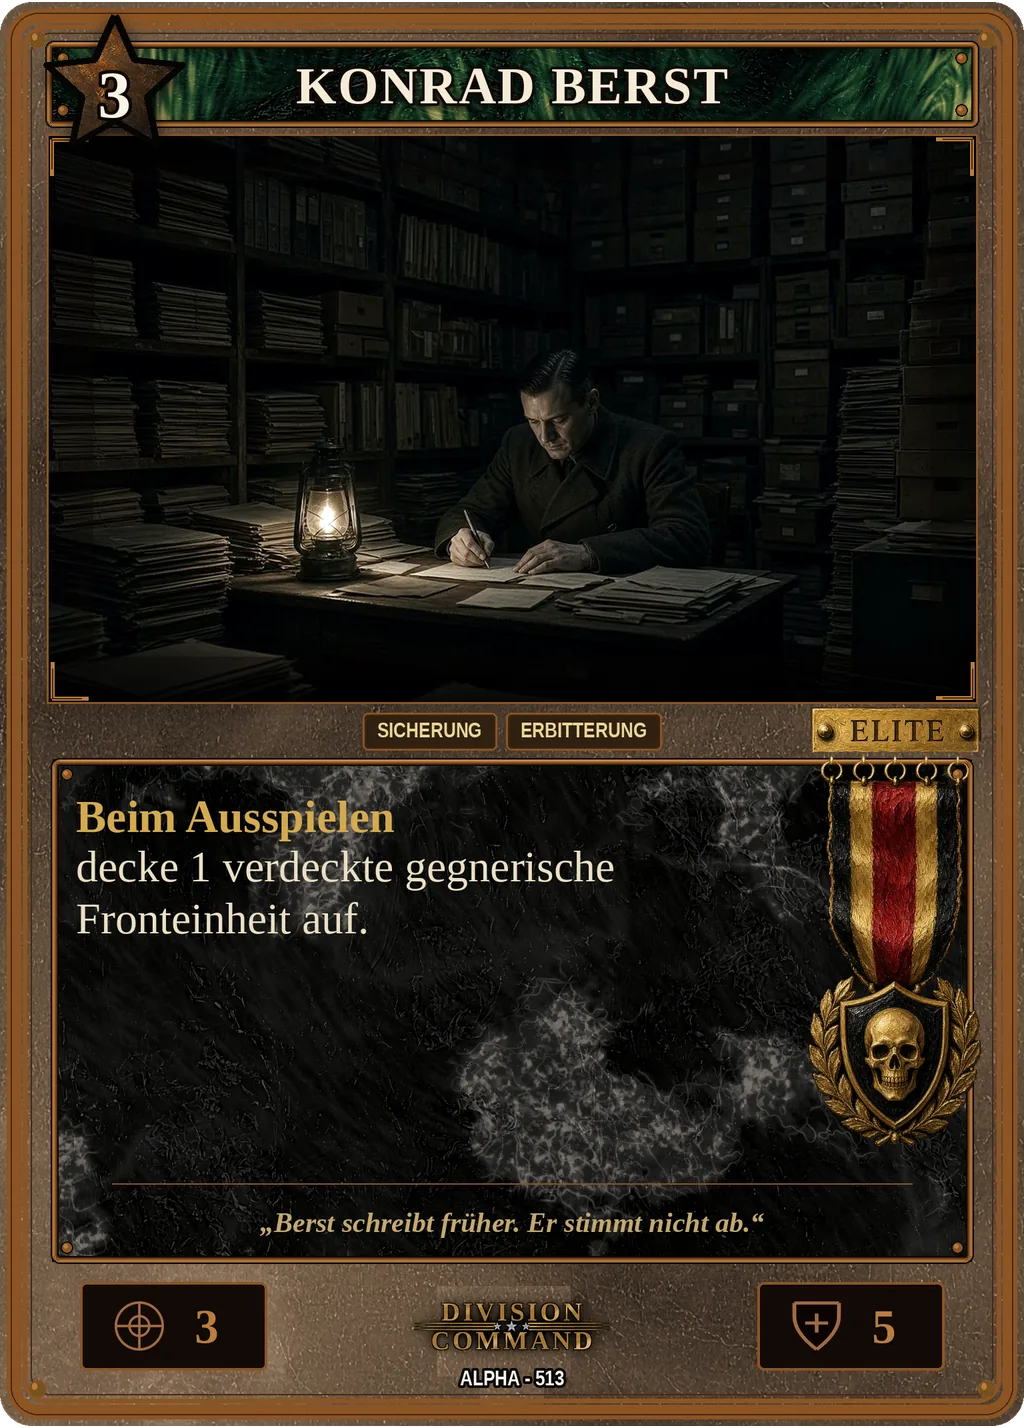 3
KONRAD BERST
SICHERUNG
ERBITTERUNG
ELITE
Beim Ausspielen
decke 1 verdeckte gegnerische
Fronteinheit auf.
„Berst schreibt früher. Er stimmt nicht ab.“
3
DIVISION
COMMAND
5
ALPHA - 513